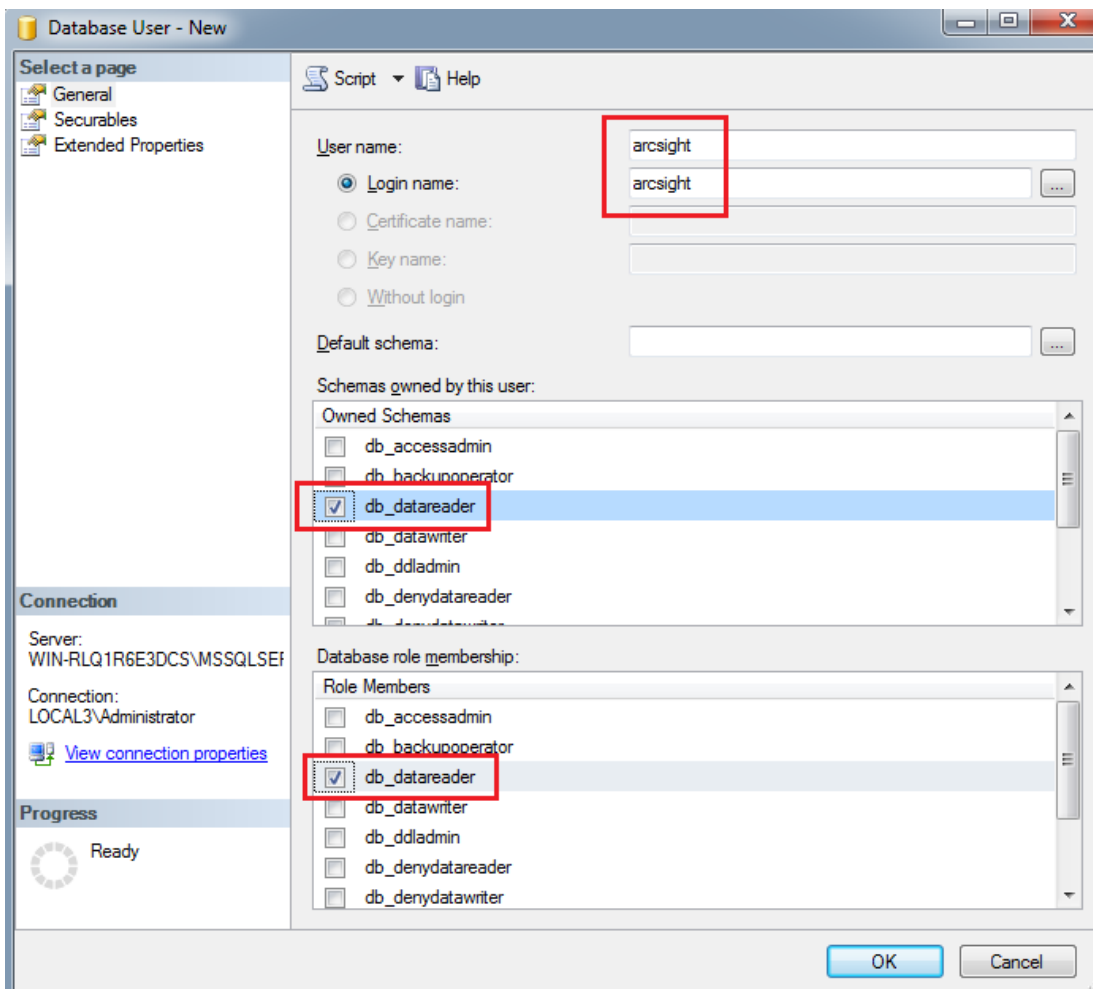 Database User - New
Select a page
General
Securables
Extended Properties
Script Help
User name: arcsight
Login name: arcsight
Certificate name:
Key name:
Without login
Default schema:
Schemas owned by this user:
Owned Schemas
db_accessadmin
db_backupoperator
db_datareader
db_datawriter
db_ddladmin
db_denydatareader
db_denydatawriter
Database role membership:
Role Members
db_accessadmin
db_backupoperator
db_datareader
db_datawriter
db_ddladmin
db_denydatareader
db_denydatawriter
Connection
Server:
WIN-RLQ1R6E3DCS\MSSQLSER
Connection:
LOCAL3\Administrator
View connection properties
Progress
Ready
OK Cancel